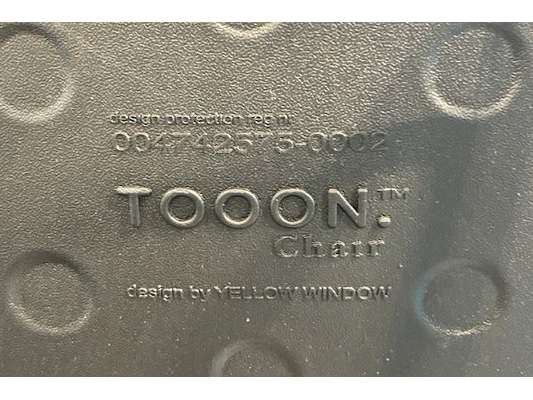 design protection reg nr.
004742575-0002
TOOON.™
Chair
design by YELLOW WINDOW